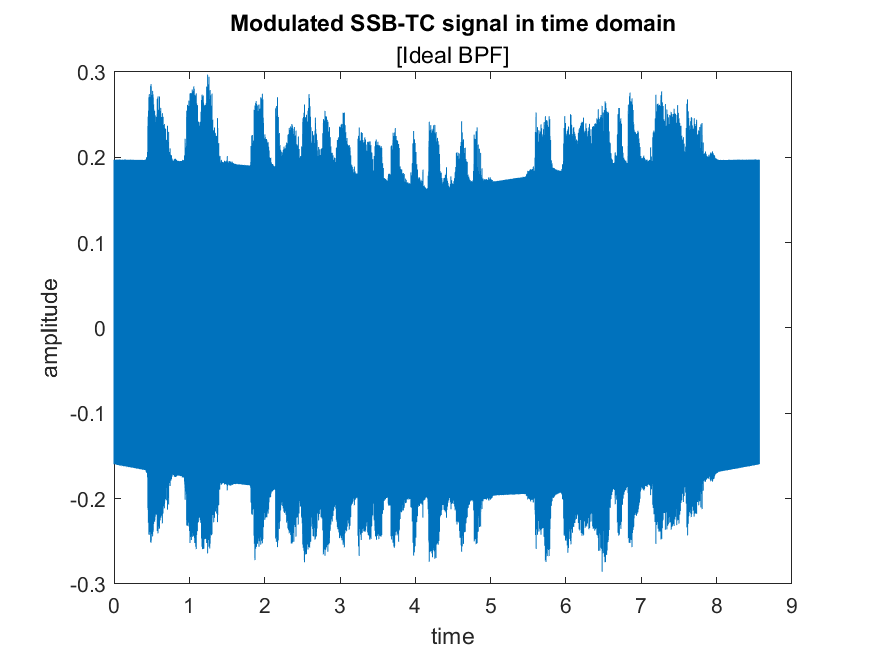 Modulated SSB-TC signal in time domain
[Ideal BPF]
0.3
0.2
0.1
0
-0.1
-0.2
-0.3
amplitude
0 1 2 3 4 5 6 7 8 9
time